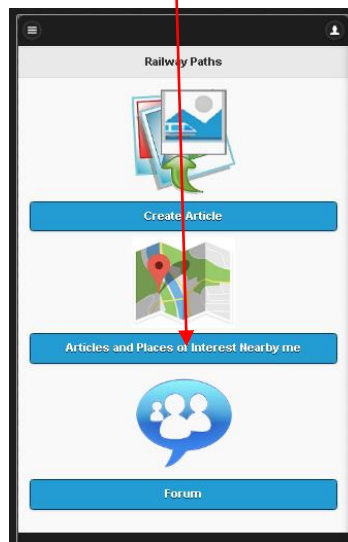 Railway Paths
Create Article
Articles and Places of Interest Nearby me
Forum